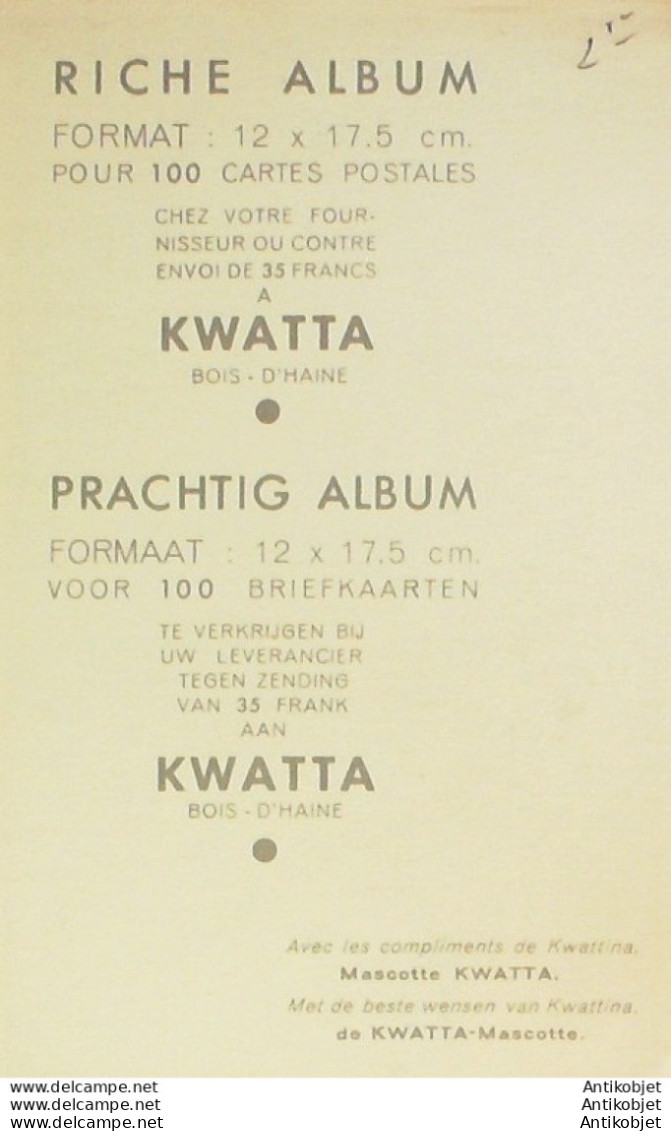 RICHE ALBUM
FORMAT : 12 x 17.5 cm.
POUR 100 CARTES POSTALES
CHEZ VOTRE FOUR-
NISSEUR OU CONTRE
ENVOI DE 35 FRANCS
A
KWATTA
BOIS - D'HAINE
PRACHTIG ALBUM
FORMAAT : 12 x 17.5 cm.
VOOR 100 BRIEFKAARTEN
TE VERKRIJGEN BIJ
UW LEVERANCIER
TEGEN ZENDING
VAN 35 FRANK
AAN
KWATTA
BOIS - D'HAINE
Avec les compliments de Kwattina.
Mascotte KWATTA.
Met de beste wensen van Kwattina.
de KWATTA-Mascotte.
www.delcampe.net Antikobjet
www.delcampe.net Antikobjet
www.delcampe.net Antikobjet